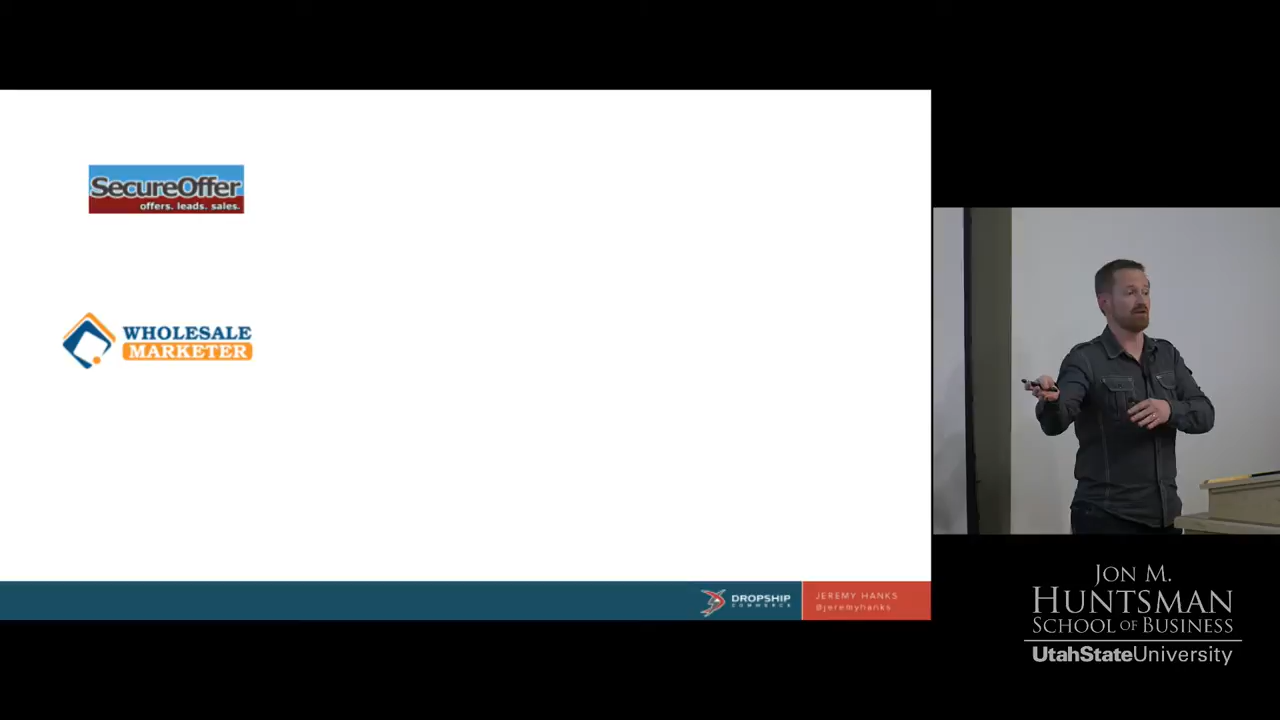 SecureOffer
offers. leads. sales.
WHOLESALE
MARKETER
DROPSHIP
COMMERCE
JEREMY HANKS
@jeremyhanks
JON M.
HUNTSMAN
SCHOOL OF BUSINESS
UtahStateUniversity